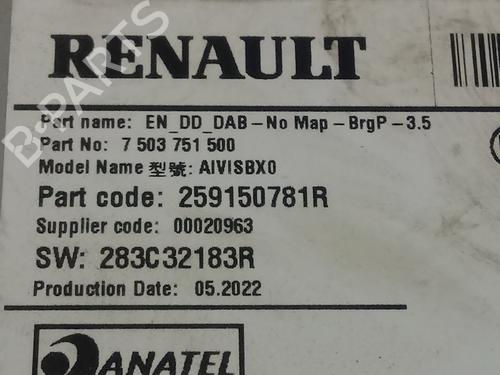 RENAULT
Part name: EN_DD_DAB-No Map-BrgP-3.5
Part No: 7 503 751 500
Model Name 型號: AIVISBX0
Part code: 259150781R
Supplier code: 00020963
SW: 283C32183R
Production Date: 05.2022
ANATEL
B-PARTS